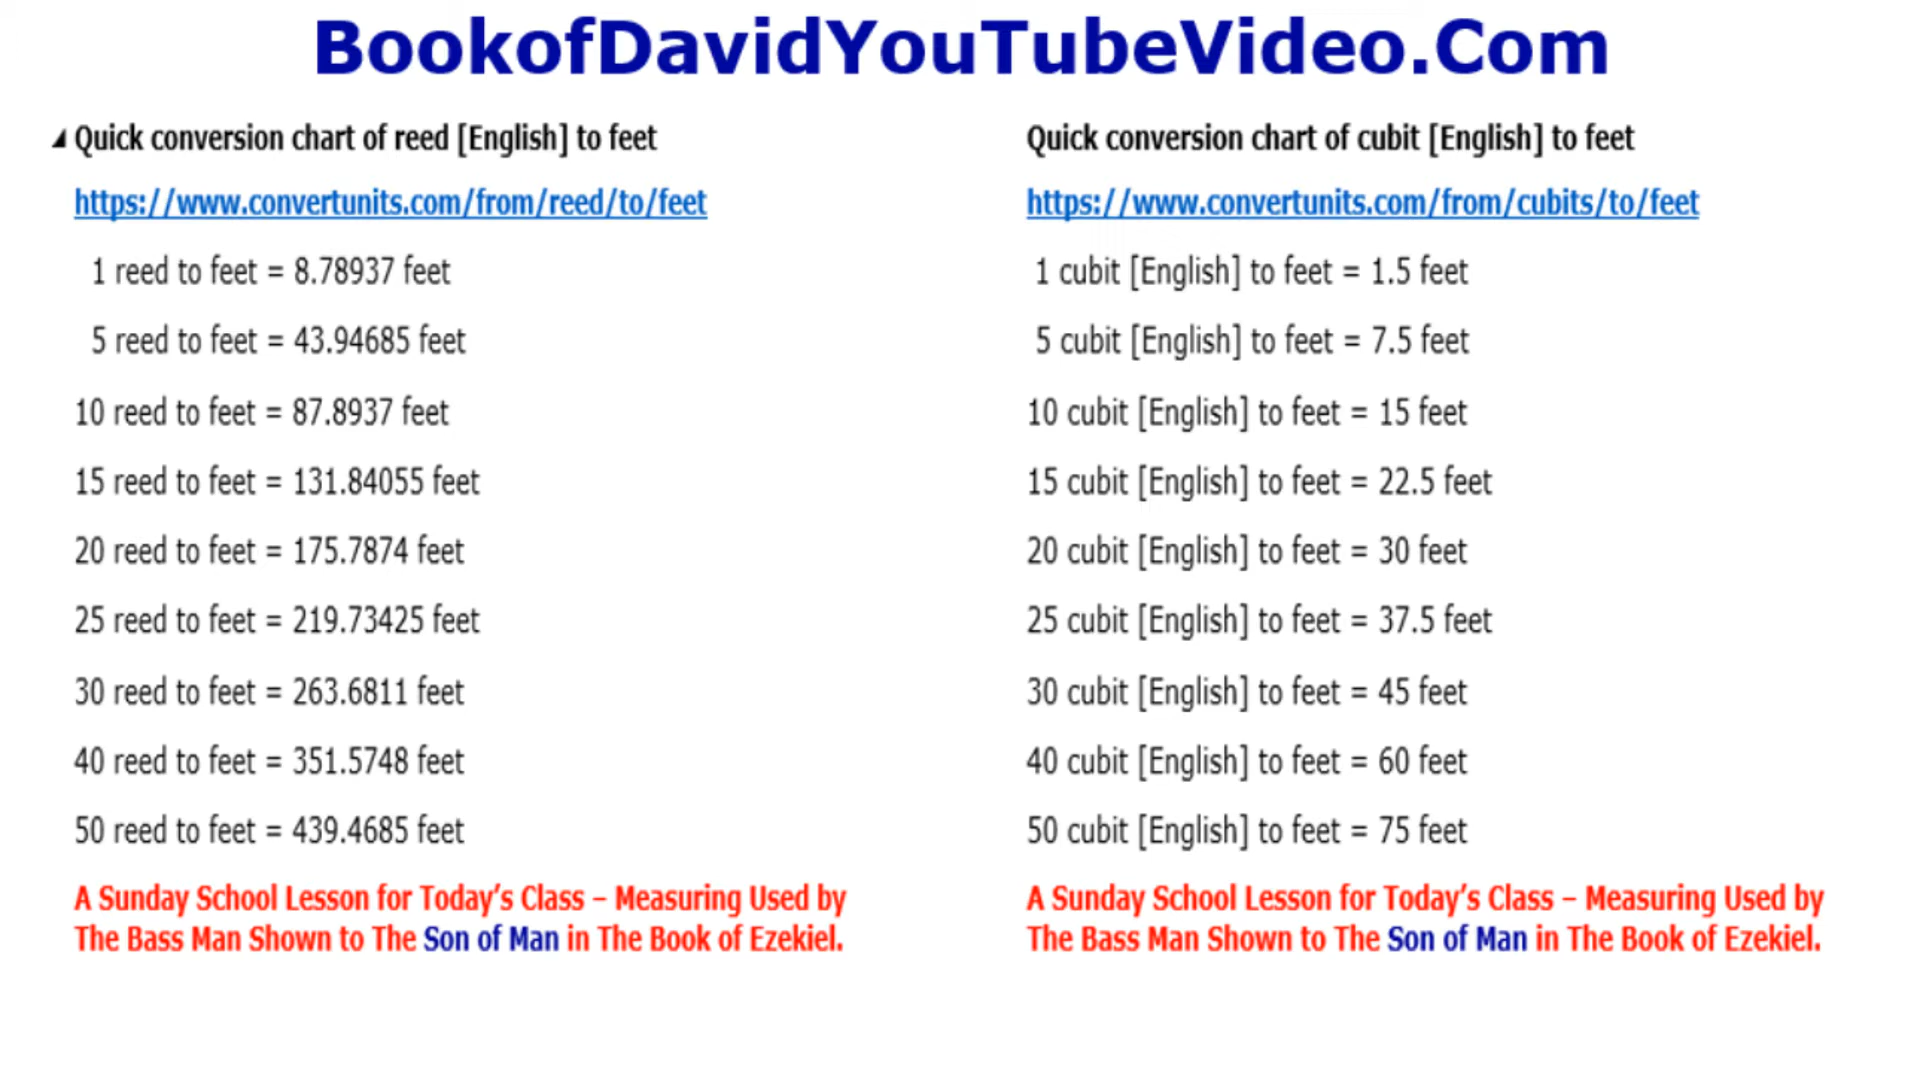 BookofDavidYouTubeVideo.Com
Quick conversion chart of reed [English] to feet
https://www.convertunits.com/from/reed/to/feet
1 reed to feet = 8.78937 feet
5 reed to feet = 43.94685 feet
10 reed to feet = 87.8937 feet
15 reed to feet = 131.84055 feet
20 reed to feet = 175.7874 feet
25 reed to feet = 219.73425 feet
30 reed to feet = 263.6811 feet
40 reed to feet = 351.5748 feet
50 reed to feet = 439.4685 feet
A Sunday School Lesson for Today's Class – Measuring Used by
The Bass Man Shown to The Son of Man in The Book of Ezekiel.
Quick conversion chart of cubit [English] to feet
https://www.convertunits.com/from/cubits/to/feet
1 cubit [English] to feet = 1.5 feet
5 cubit [English] to feet = 7.5 feet
10 cubit [English] to feet = 15 feet
15 cubit [English] to feet = 22.5 feet
20 cubit [English] to feet = 30 feet
25 cubit [English] to feet = 37.5 feet
30 cubit [English] to feet = 45 feet
40 cubit [English] to feet = 60 feet
50 cubit [English] to feet = 75 feet
A Sunday School Lesson for Today's Class – Measuring Used by
The Bass Man Shown to The Son of Man in The Book of Ezekiel.